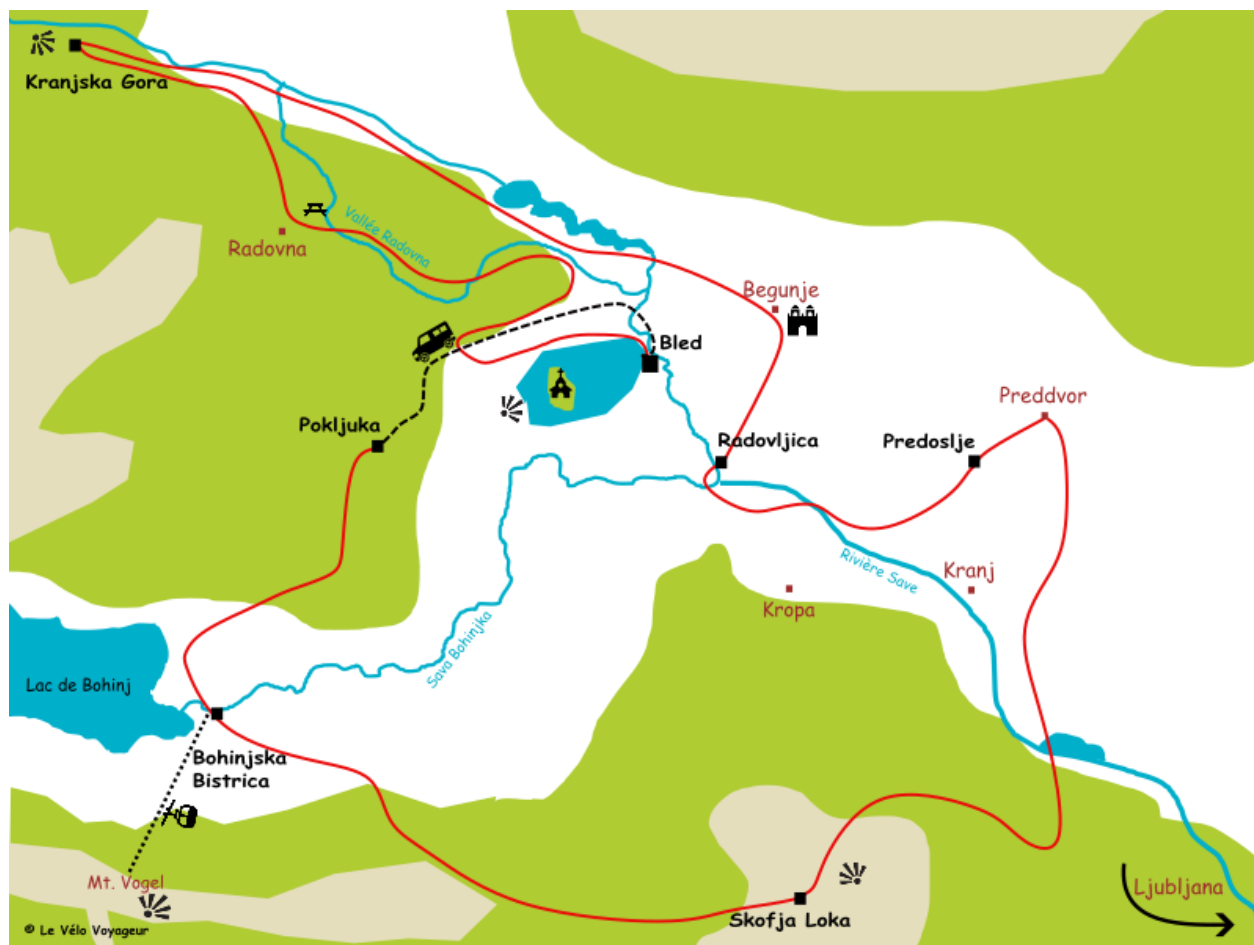 Kranjska Gora
Vallée Radovna
Radovna
Begunje
Bled
Preddvor
Pokljuka
Radovljica
Predoslje
Rivière Save
Kranj
Kropa
Sava Bohinjka
Lac de Bohinj
Bohinjska
Bistrica
Mt. Vogel
Ljubljana
Skofja Loka
© Le Vélo Voyageur